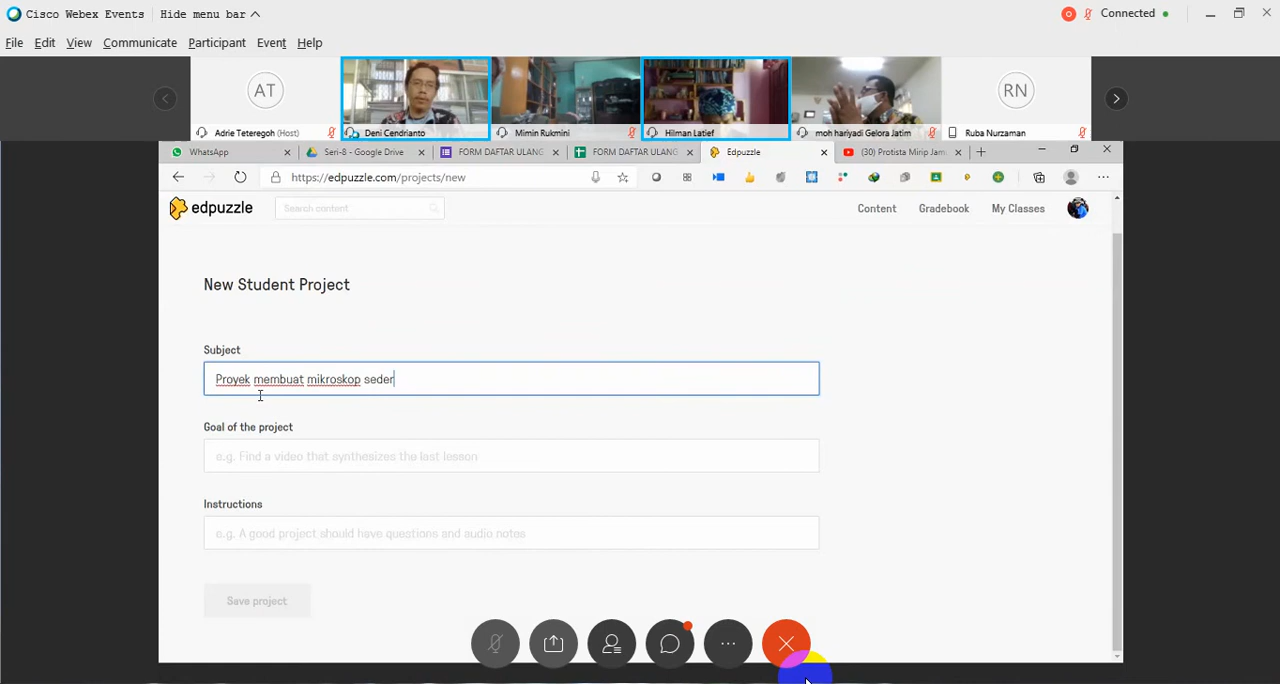 Cisco Webex Events Hide menu bar
Connected
File Edit View Communicate Participant Event Help
AT
RN
Adrie Teteregoh (Host)
Deni Cendrianto
Mimin Rukmini
Hilman Latief
moh hariyadi Gelora Jatim
Ruba Nurzaman
WhatsApp
Seri-8 - Google Drive
FORM DAFTAR ULANG
FORM DAFTAR ULANG
Edpuzzle
(30) Protista Mirip Jam
https://edpuzzle.com/projects/new
edpuzzle
Search content
Content Gradebook My Classes
New Student Project
Subject
Proyek membuat mikroskop seder
Goal of the project
e.g. Find a video that synthesizes the last lesson
Instructions
e.g. A good project should have questions and audio notes
Save project